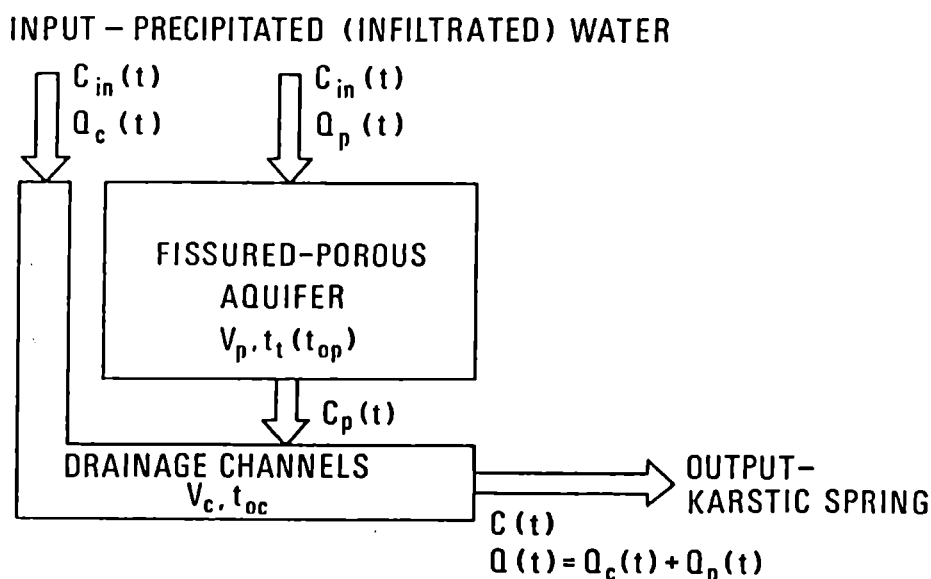 INPUT – PRECIPITATED (INFILTRATED) WATER
C_in (t)
Q_c (t)
C_in (t)
Q_p (t)
FISSURED-POROUS
AQUIFER
V_p, t_t (t_op)
C_p (t)
DRAINAGE CHANNELS
V_c, t_oc
OUTPUT-
KARSTIC SPRING
C (t)
Q (t) = Q_c (t) + Q_p (t)